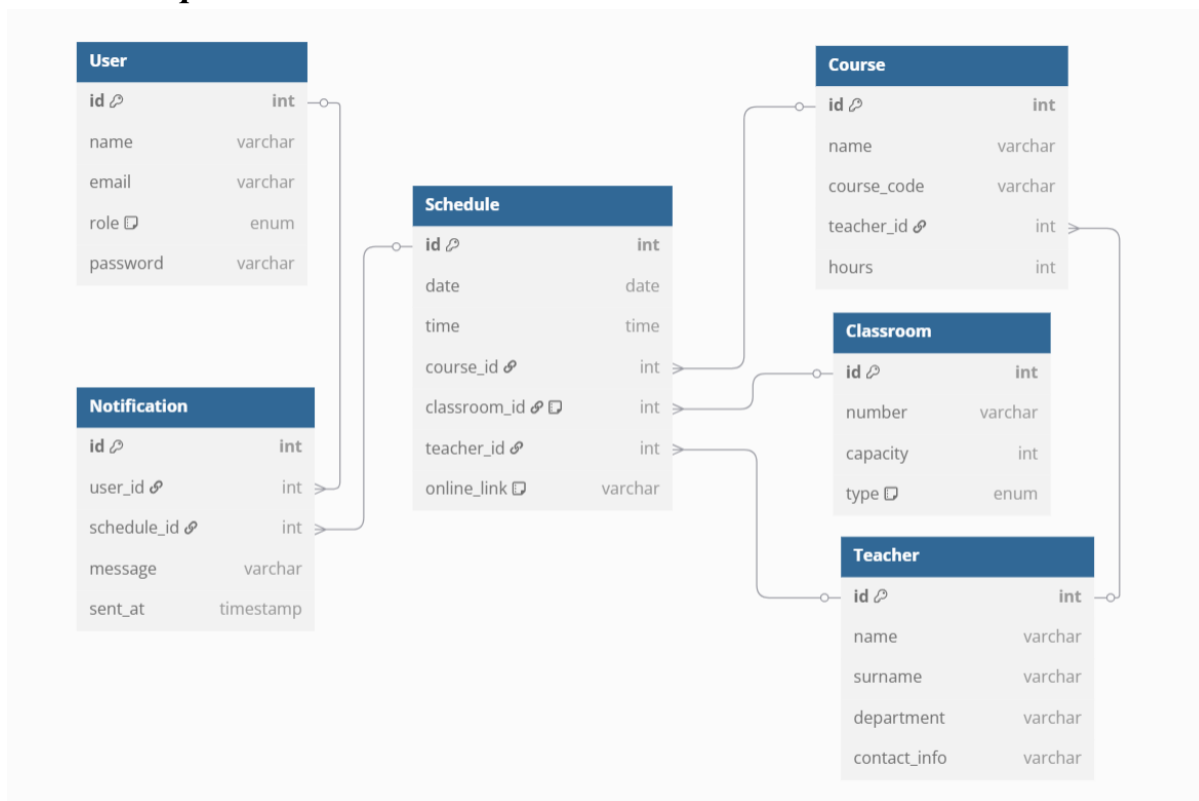 User
id int
name varchar
email varchar
role enum
password varchar
Notification
id int
user_id int
schedule_id int
message varchar
sent_at timestamp
Schedule
id int
date date
time time
course_id int
classroom_id int
teacher_id int
online_link varchar
Course
id int
name varchar
course_code varchar
teacher_id int
hours int
Classroom
id int
number varchar
capacity int
type enum
Teacher
id int
name varchar
surname varchar
department varchar
contact_info varchar